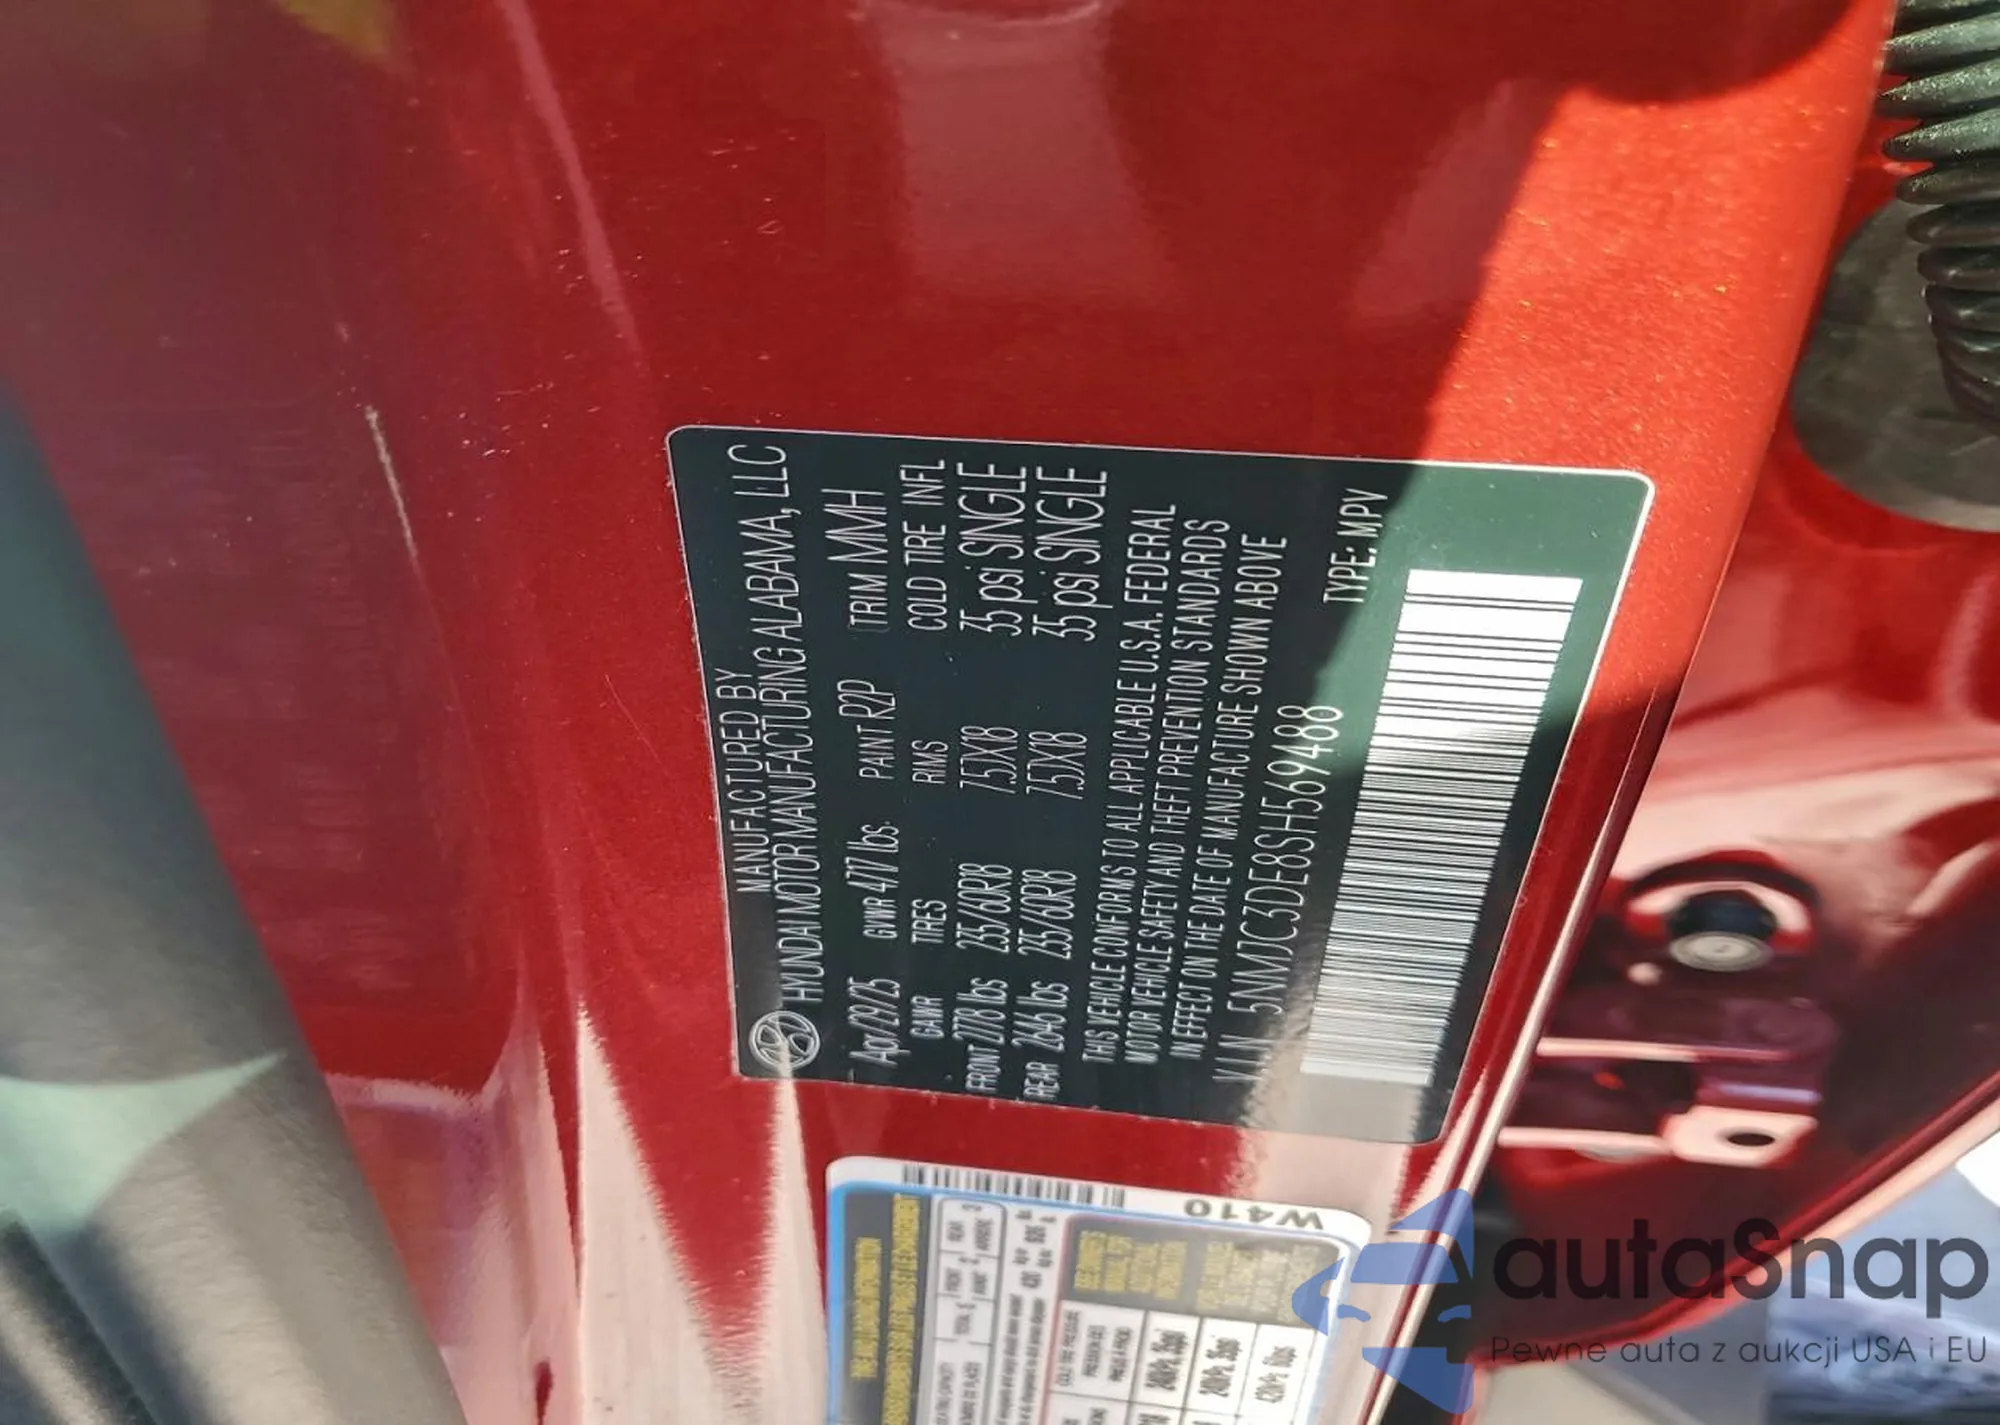 MANUFACTURED BY
HYUNDAI MOTOR MANUFACTURING ALABAMA, LLC
Apr/29/25 GVWR 4717 lbs. PAINT R2P TRIM MMH
GAWR TIRES RIMS COLD TIRE INFL
FRONT 2778 lbs 235/60R18 7.5JX18 35 psi SINGLE
REAR 2646 lbs 235/60R18 7.5JX18 35 psi SINGLE
THIS VEHICLE CONFORMS TO ALL APPLICABLE U.S.A. FEDERAL
MOTOR VEHICLE SAFETY AND THEFT PREVENTION STANDARDS
IN EFFECT ON THE DATE OF MANUFACTURE SHOWN ABOVE
V.I.N. 5NMJC3DE8SH569488 TYPE: MPV
W410
autaSnap
Pewne auta z aukcji USA i EU